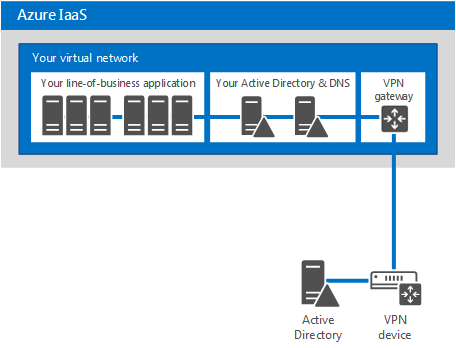 Azure IaaS
Your virtual network
Your line-of-business application
Your Active Directory & DNS
VPN
gateway
Active
Directory
VPN
device